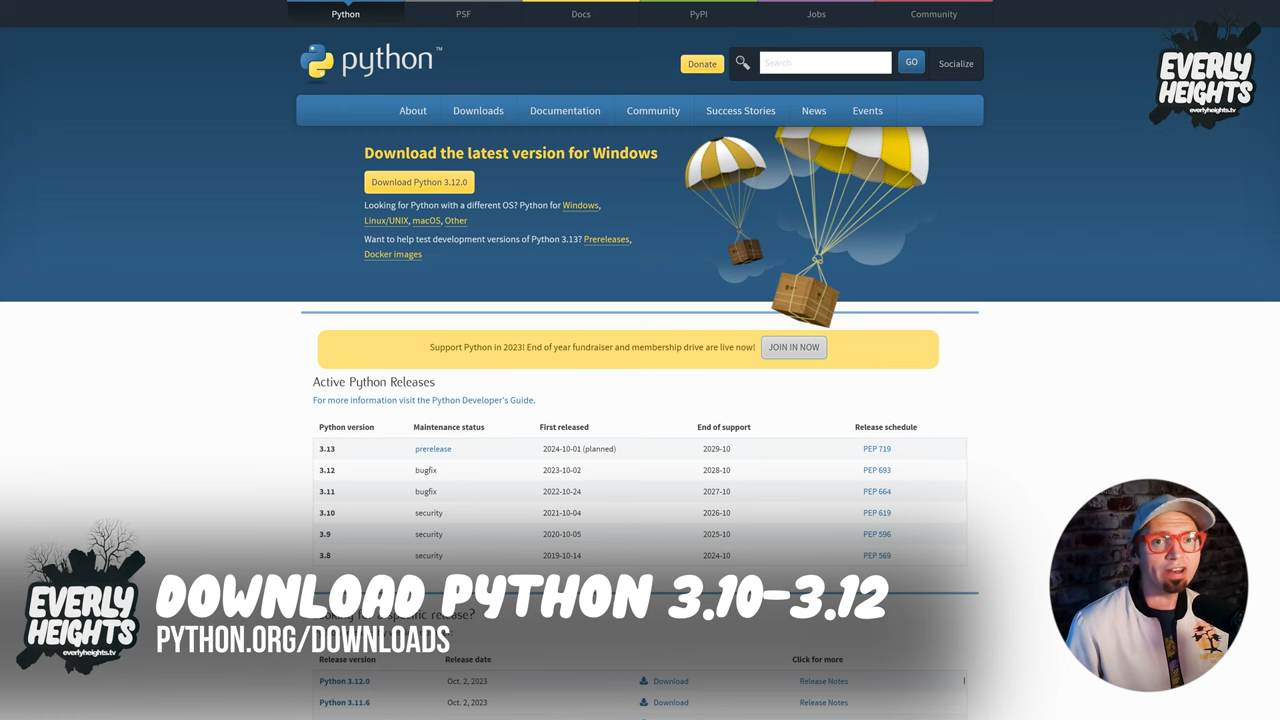 Python
PSF
Docs
PyPI
Jobs
Community
python™
Donate
Search
GO
Socialize
EVERLY
HEIGHTS
everlyheights.tv
About
Downloads
Documentation
Community
Success Stories
News
Events
Download the latest version for Windows
Download Python 3.12.0
Looking for Python with a different OS? Python for Windows,
Linux/UNIX, macOS, Other
Want to help test development versions of Python 3.13? Prereleases,
Docker images
Support Python in 2023! End of year fundraiser and membership drive are live now!
JOIN IN NOW
Active Python Releases
For more information visit the Python Developer's Guide.
Python version Maintenance status First released End of support Release schedule
3.13 prerelease 2024-10-01 (planned) 2029-10 PEP 719
3.12 bugfix 2023-10-02 2028-10 PEP 693
3.11 bugfix 2022-10-24 2027-10 PEP 664
3.10 security 2021-10-04 2026-10 PEP 619
3.9 security 2020-10-05 2025-10 PEP 596
3.8 security 2019-10-14 2024-10 PEP 569
EVERLY
HEIGHTS
everlyheights.tv
DOWNLOAD PYTHON 3.10-3.12
PYTHON.ORG/DOWNLOADS
Release version Release date Click for more
Python 3.12.0 Oct. 2, 2023 Download Release Notes
Python 3.11.6 Oct. 2, 2023 Download Release Notes